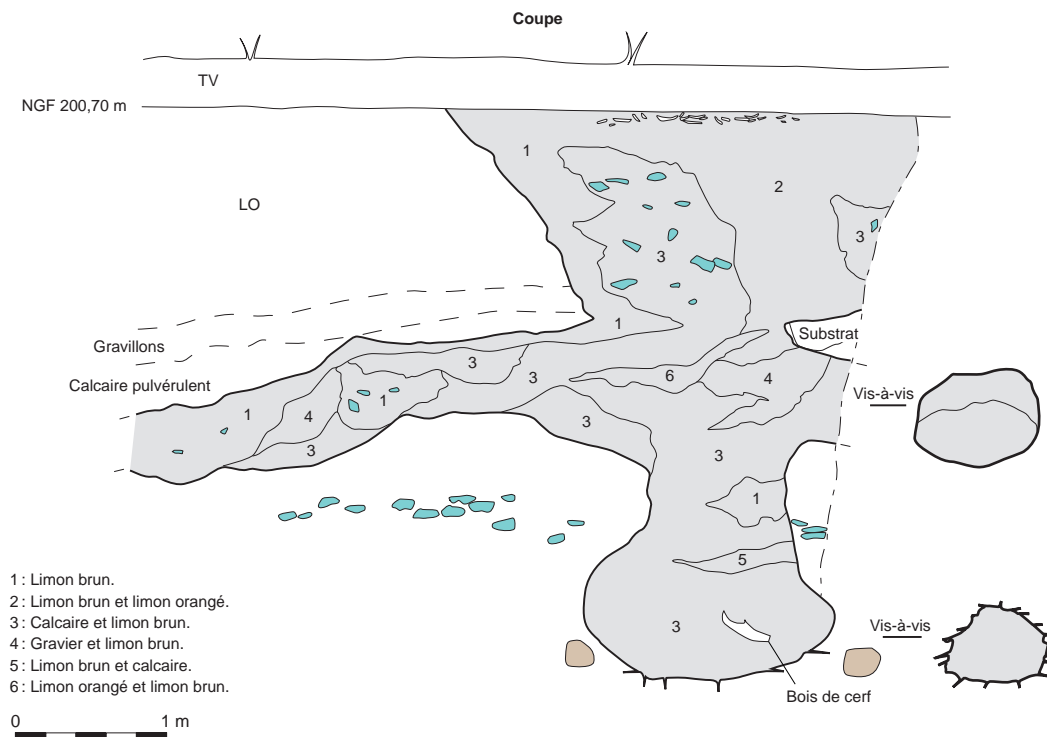 Coupe
TV
NGF 200,70 m
1
2
LO
3
3
1
Substrat
Gravillons
3
3
6
4
Calcaire pulvérulent
1
4
1
3
3
3
Vis-à-vis
1
5
1 : Limon brun.
2 : Limon brun et limon orangé.
3 : Calcaire et limon brun.
4 : Gravier et limon brun.
5 : Limon brun et calcaire.
6 : Limon orangé et limon brun.
3
Vis-à-vis
Bois de cerf
0 1 m